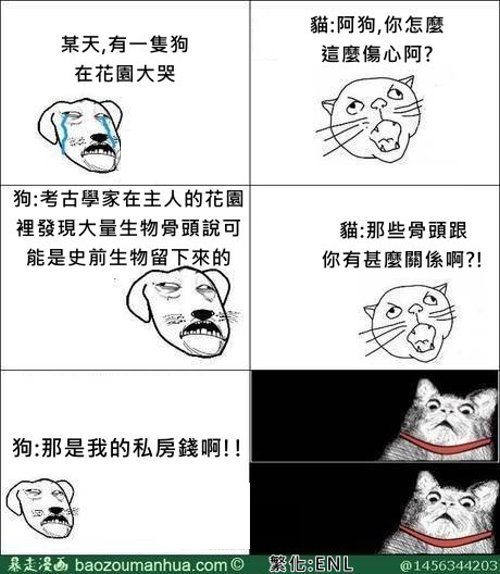 某天,有一隻狗
在花園大哭
貓:阿狗,你怎麼
這麼傷心阿?
狗:考古學家在主人的花園
裡發現大量生物骨頭說可
能是史前生物留下來的
貓:那些骨頭跟
你有甚麼關係啊?!
狗:那是我的私房錢啊!!
暴走漫画 baozoumanhua.com 繁化:ENL @1456344203